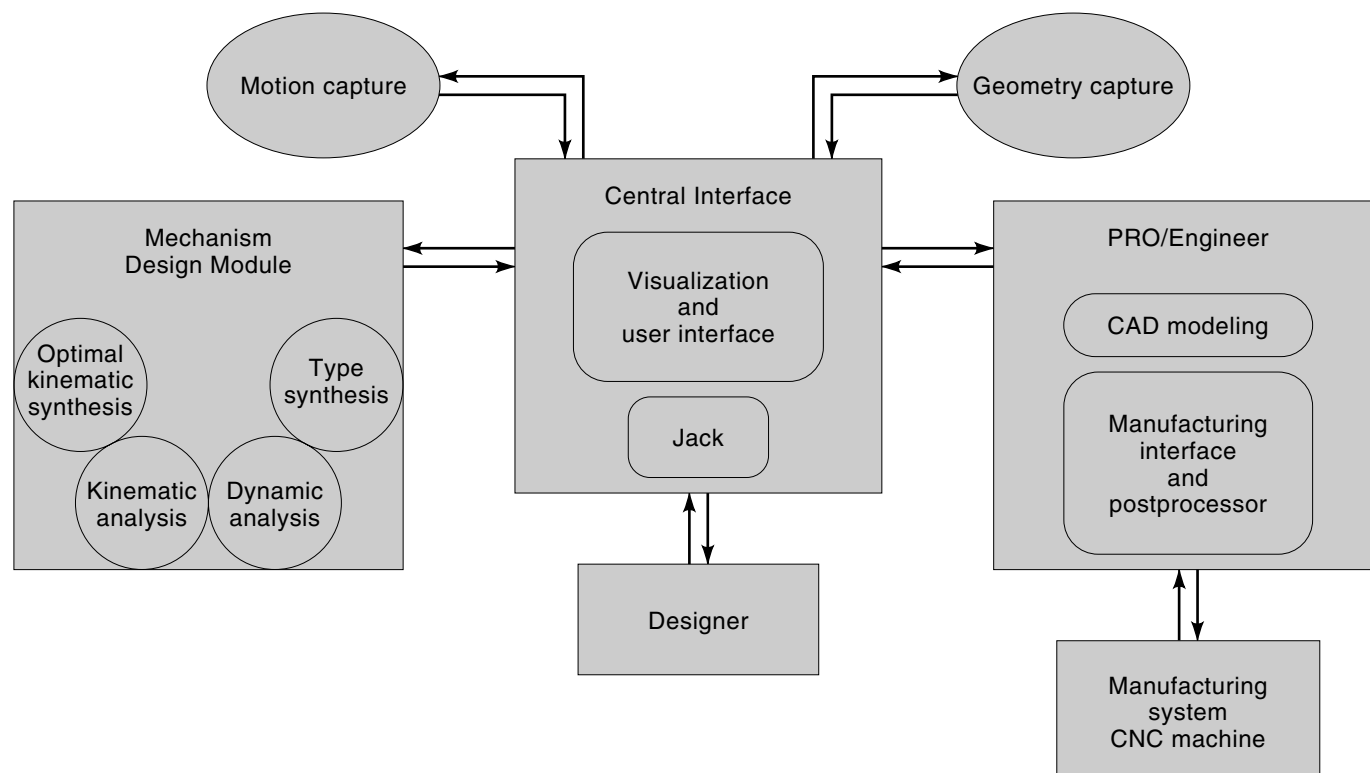 Motion capture
Geometry capture
Central Interface
Visualization
and
user interface
Jack
Mechanism
Design Module
Optimal
kinematic
synthesis
Type
synthesis
Kinematic
analysis
Dynamic
analysis
PRO/Engineer
CAD modeling
Manufacturing
interface
and
postprocessor
Designer
Manufacturing
system
CNC machine